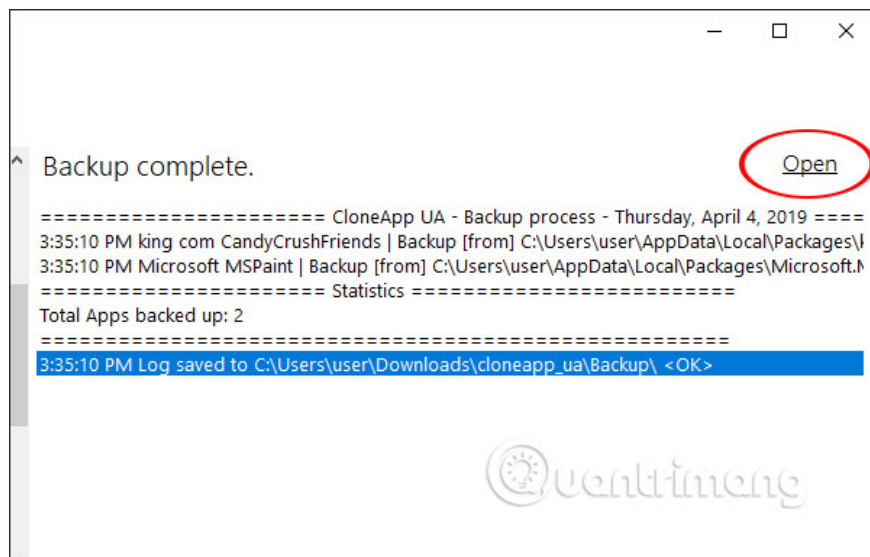 Backup complete.
Open
====================== CloneApp UA - Backup process - Thursday, April 4, 2019 ====
3:35:10 PM king com CandyCrushFriends | Backup [from] C:\Users\user\AppData\Local\Packages\k
3:35:10 PM Microsoft MSPaint | Backup [from] C:\Users\user\AppData\Local\Packages\Microsoft.M
====================== Statistics =========================
Total Apps backed up: 2
=====================================================
3:35:10 PM Log saved to C:\Users\user\Downloads\cloneapp_ua\Backup\ <OK>
Quantrimang